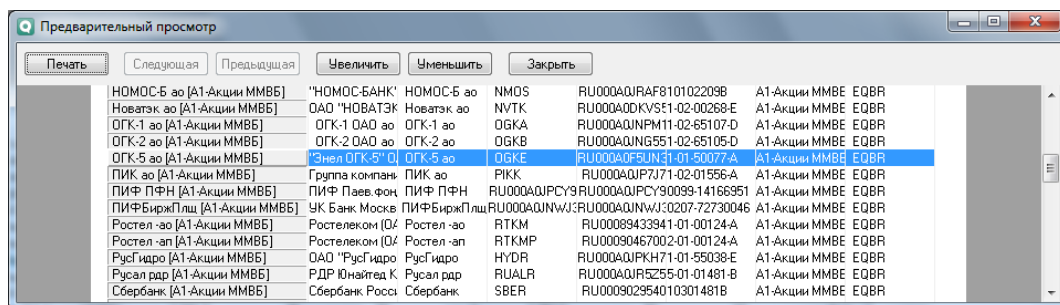 Предварительный просмотр
Печать Следующая Предыдущая Увеличить Уменьшить Закрыть
НОМОС-Б ао [А1-Акции ММВБ] "НОМОС-БАНК" НОМОС-Б ао NMOS RU000A0JRAF810102209B А1-Акции ММВБ EQBR
Новатэк ао [А1-Акции ММВБ] ОАО "НОВАТЭК Новатэк ао NVTK RU000A0DKVS51-02-00268-E А1-Акции ММВБ EQBR
ОГК-1 ао [А1-Акции ММВБ] ОГК-1 ОАО ао ОГК-1 ао OGKA RU000A0JNPM11-02-65107-D А1-Акции ММВБ EQBR
ОГК-2 ао [А1-Акции ММВБ] ОГК-2 ОАО ао ОГК-2 ао OGKB RU000A0JNG551-02-65105-D А1-Акции ММВБ EQBR
ОГК-5 ао [А1-Акции ММВБ] "Энел ОГК-5" О ОГК-5 ао OGKE RU000A0F5UN31-01-50077-A А1-Акции ММВБ EQBR
ПИК ао [А1-Акции ММВБ] Группа компани ПИК ао PIKK RU000A0JP7J71-02-01556-A А1-Акции ММВБ EQBR
ПИФ ПФН [А1-Акции ММВБ] ПИФ Паев.фон ПИФ ПФН RU000A0JPCY9 RU000A0JPCY90099-14166951 А1-Акции ММВБ EQBR
ПИФБиржПлщ [А1-Акции ММВБ] УК Банк Москв ПИФБиржПлщ RU000A0JNWJ3 RU000A0JNWJ30207-72730046 А1-Акции ММВБ EQBR
Ростел -ао [А1-Акции ММВБ] Ростелеком (ОА Ростел -ао RTKM RU00089433941-01-00124-A А1-Акции ММВБ EQBR
Ростел -ап [А1-Акции ММВБ] Ростелеком (ОА Ростел -ап RTKMP RU00090467002-01-00124-A А1-Акции ММВБ EQBR
РусГидро [А1-Акции ММВБ] ОАО "РусГидро РусГидро HYDR RU000A0JPKH71-01-55038-E А1-Акции ММВБ EQBR
Русал рдр [А1-Акции ММВБ] РДР Юнайтед К Русал рдр RUALR RU000A0JR5Z55-01-01481-B А1-Акции ММВБ EQBR
Сбербанк [А1-Акции ММВБ] Сбербанк Росси Сбербанк SBER RU000902954010301481B А1-Акции ММВБ EQBR